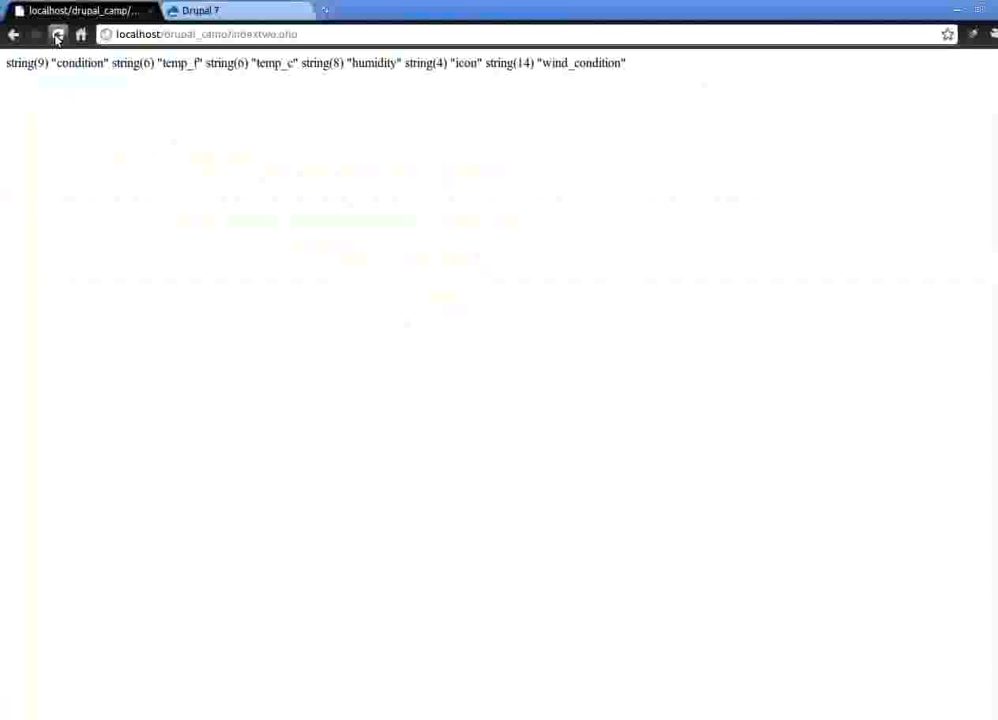 localhost/drupal_camp/... Drupal 7
localhost/drupal_camp/indextwo.php
string(9) "condition" string(6) "temp_f" string(6) "temp_c" string(8) "humidity" string(4) "icon" string(14) "wind_condition"